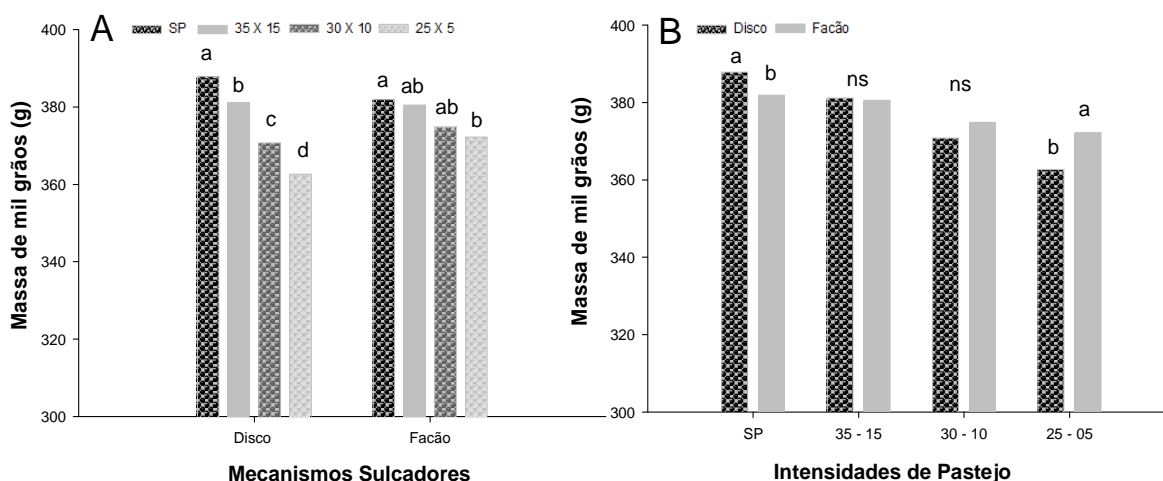 A
SP 35 X 15 30 X 10 25 X 5
Massa de mil grãos (g)
400
380
360
340
320
300
a
b
c
d
a
ab
ab
b
Disco
Facão
Mecanismos Sulcadores
B
Disco Facão
Massa de mil grãos (g)
400
380
360
340
320
300
a
b
ns
ns
b
a
SP
35 - 15
30 - 10
25 - 05
Intensidades de Pastejo